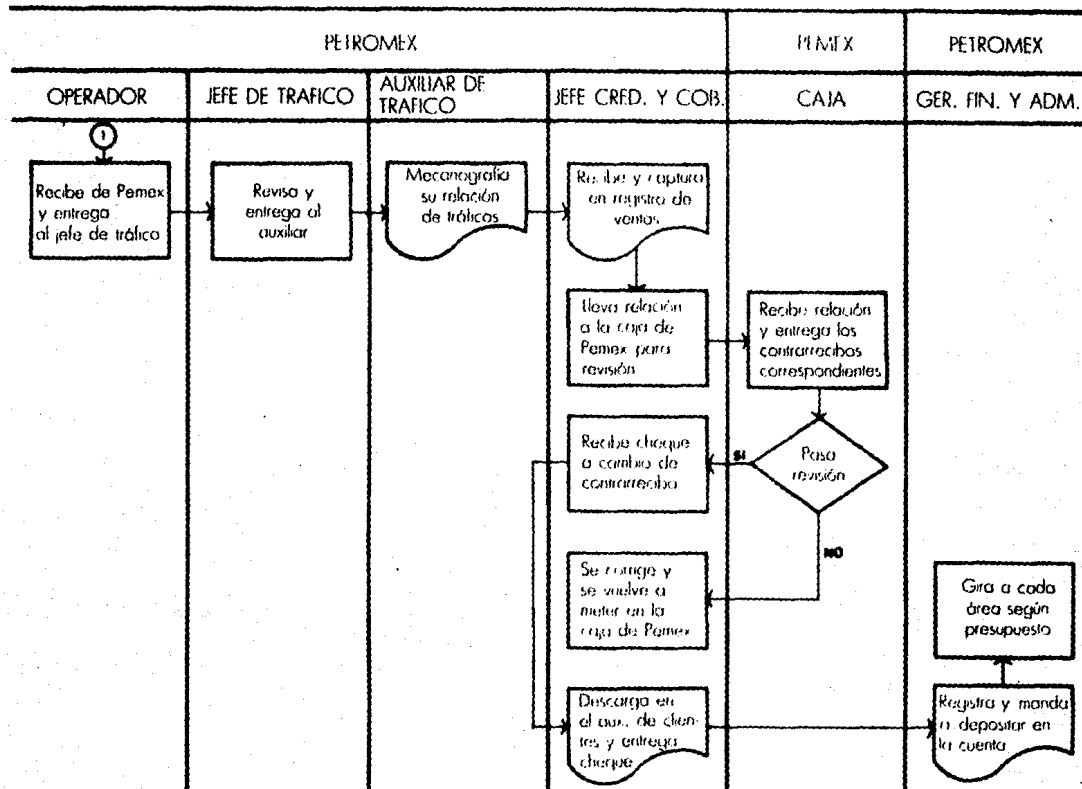 PETROMEX
PEMEX
PETROMEX
OPERADOR
JEFE DE TRAFICO
AUXILIAR DE
TRAFICO
JEFE CRED. Y COB.
CAJA
GER. FIN. Y ADM.
1
Recibe de Pemex
y entrega
al jefe de tráfico
Revisa y
entrega al
auxiliar
Mecanografía
su relación
de tráficos
Recibe y captura
en registro de
ventas
Lleva relación
a la caja de
Pemex para
revisión
Recibe relación
y entrega los
contrarrecibos
correspondientes
Recibe cheque
a cambio de
contrarrecibo
SI
Pasa
revisión
NO
Se corrige y
se vuelve a
meter en la
caja de Pemex
Gira a cada
área según
presupuesto
Descarga en
el aux. de clien-
tes y entrega
cheque
Registra y manda
a depositar en
la cuenta